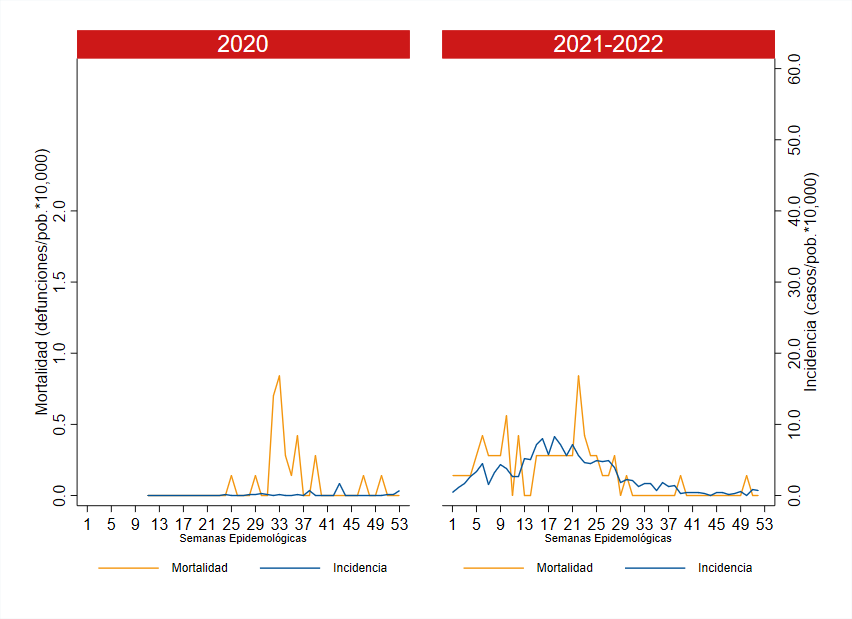 2020
2021-2022
Mortalidad (defunciones/pob.*10,000)
0.0 0.5 1.0 1.5 2.0
1 5 9 13 17 21 25 29 33 37 41 45 49 53
Semanas Epidemológicas
Mortalidad Incidencia
1 5 9 13 17 21 25 29 33 37 41 45 49 53
Semanas Epidemológicas
Mortalidad Incidencia
0.0 10.0 20.0 30.0 40.0 50.0 60.0
Incidencia (casos/pob.*10,000)